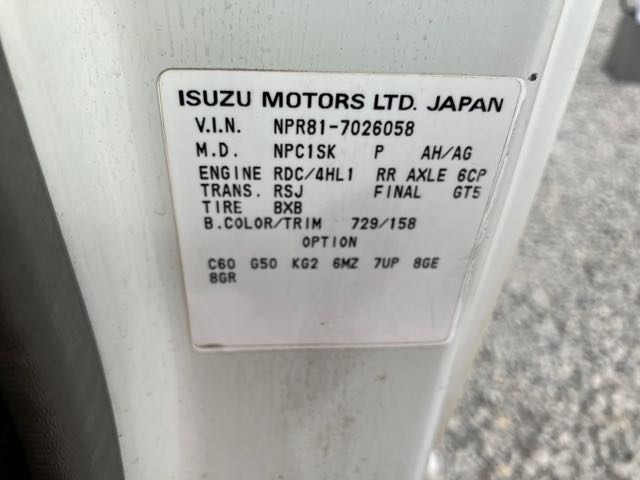 ISUZU MOTORS LTD. JAPAN
V.I.N. NPR81-7026058
M.D. NPC1SK P AH/AG
ENGINE RDC/4HL1 RR AXLE 6CP
TRANS. RSJ FINAL GT5
TIRE BXB
B.COLOR/TRIM 729/158
OPTION
C60 G50 KG2 6MZ 7UP 8GE
8GR